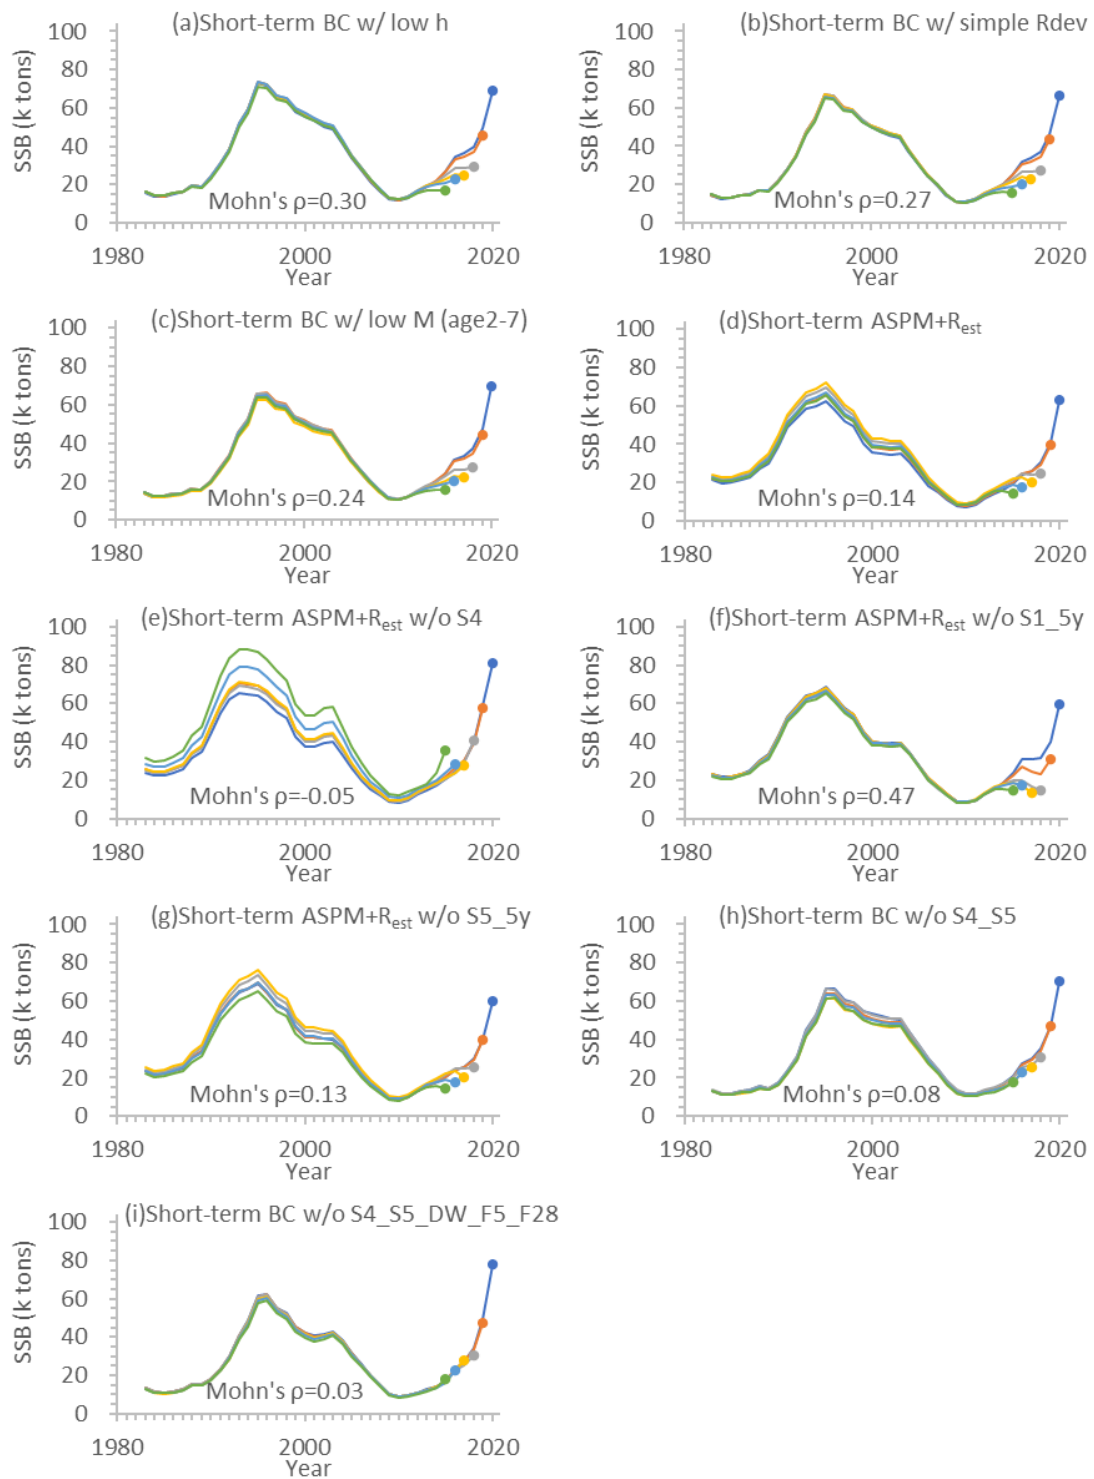 (a)Short-term BC w/ low h
SSB (k tons)
100
80
60
40
20
0
Mohn's ρ=0.30
1980
2000
2020
Year
(b)Short-term BC w/ simple Rdev
SSB (k tons)
100
80
60
40
20
0
Mohn's ρ=0.27
1980
2000
2020
Year
(c)Short-term BC w/ low M (age2-7)
SSB (k tons)
100
80
60
40
20
0
Mohn's ρ=0.24
1980
2000
2020
Year
(d)Short-term ASPM+Rest
SSB (k tons)
100
80
60
40
20
0
Mohn's ρ=0.14
1980
2000
2020
Year
(e)Short-term ASPM+Rest w/o S4
SSB (k tons)
100
80
60
40
20
0
Mohn's ρ=-0.05
1980
2000
2020
Year
(f)Short-term ASPM+Rest w/o S1_5y
SSB (k tons)
100
80
60
40
20
0
Mohn's ρ=0.47
1980
2000
2020
Year
(g)Short-term ASPM+Rest w/o S5_5y
SSB (k tons)
100
80
60
40
20
0
Mohn's ρ=0.13
1980
2000
2020
Year
(h)Short-term BC w/o S4_S5
SSB (k tons)
100
80
60
40
20
0
Mohn's ρ=0.08
1980
2000
2020
Year
(i)Short-term BC w/o S4_S5_DW_F5_F28
SSB (k tons)
100
80
60
40
20
0
Mohn's ρ=0.03
1980
2000
2020
Year